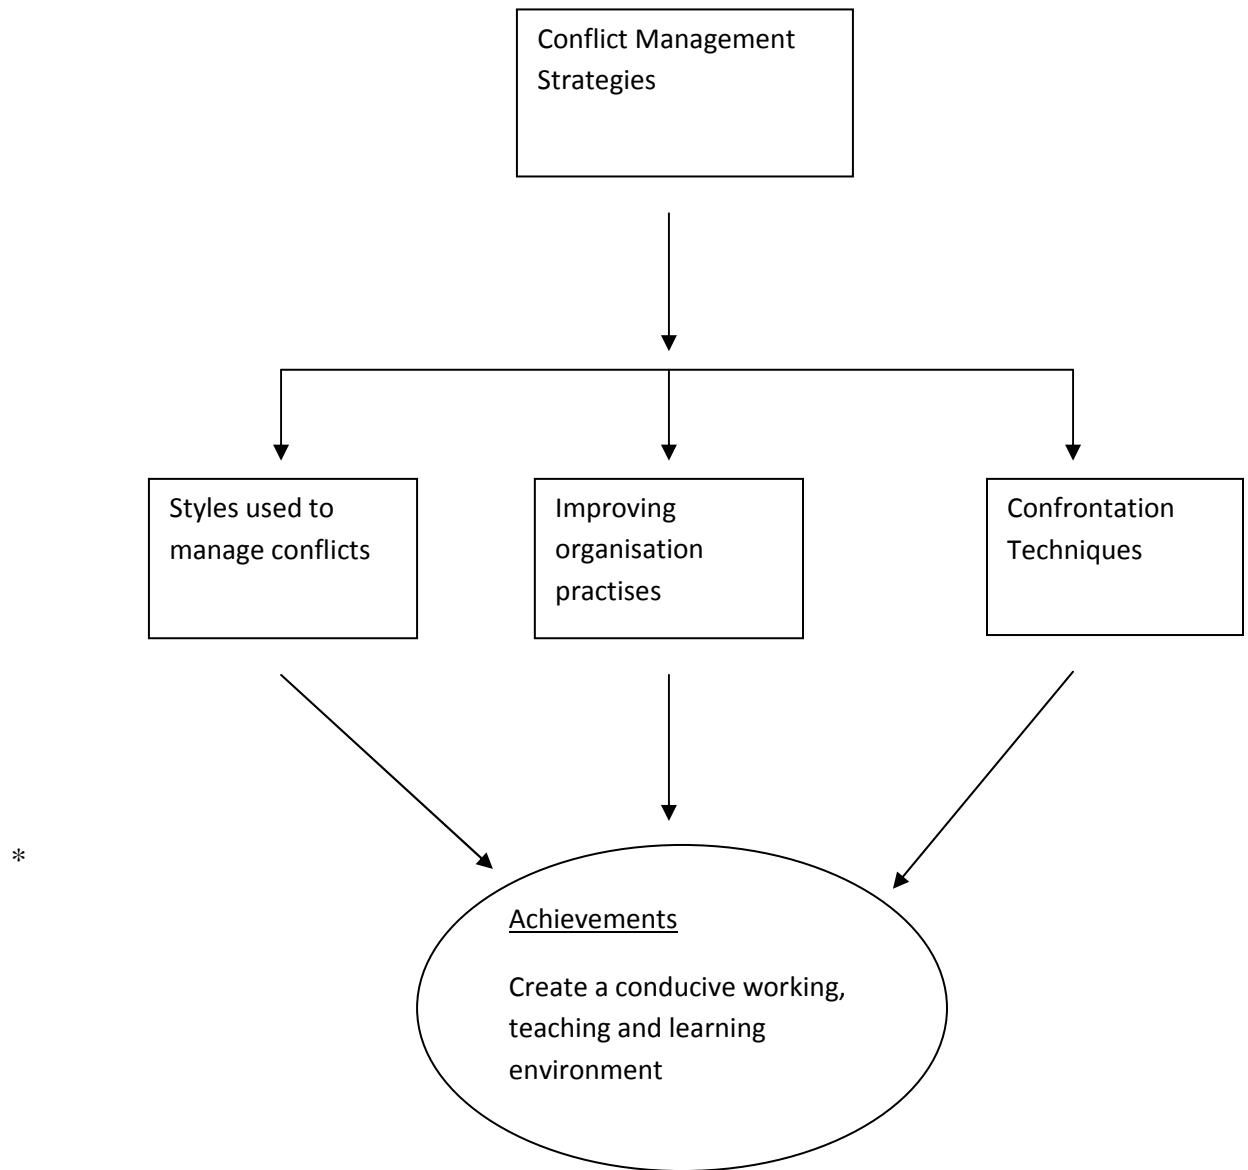 Conflict Management
Strategies
Styles used to
manage conflicts
Improving
organisation
practises
Confrontation
Techniques
*
Achievements
Create a conducive working,
teaching and learning
environment